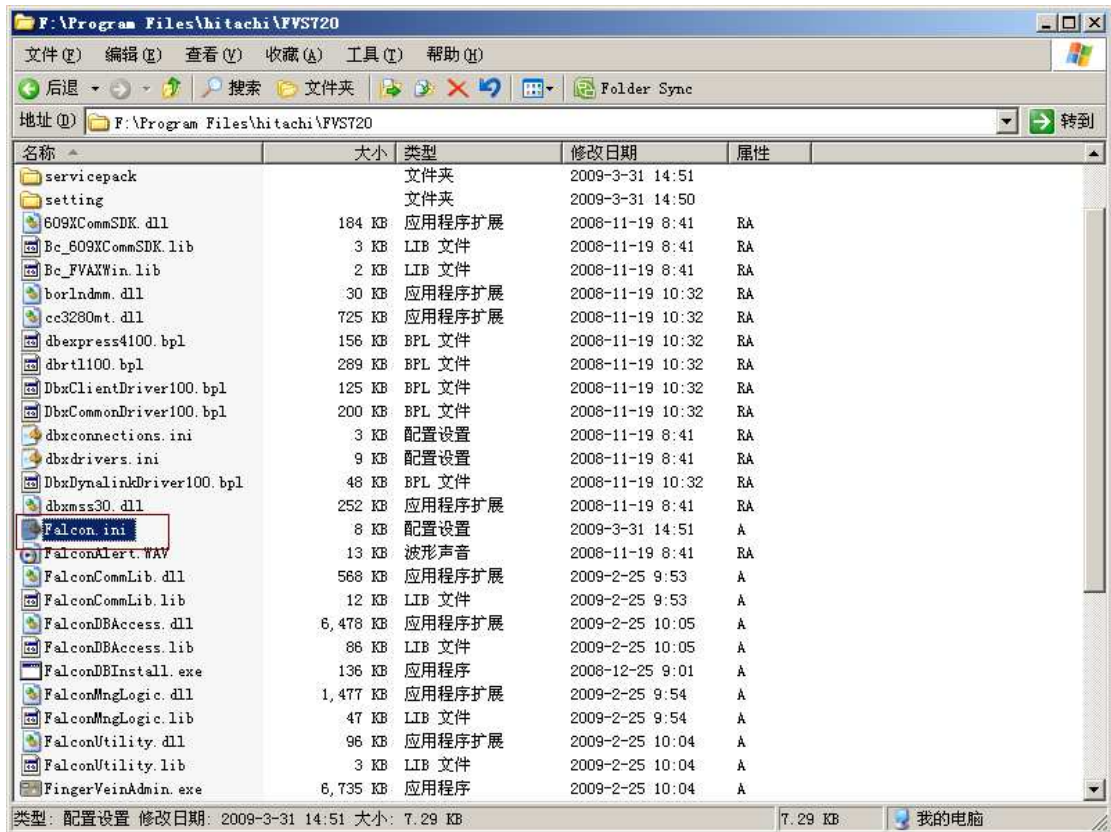 F:\Program Files\hitachi\FVS720
文件(F) 编辑(E) 查看(V) 收藏(A) 工具(T) 帮助(H)
后退 搜索 文件夹 Folder Sync
地址(D) F:\Program Files\hitachi\FVS720 转到
名称 大小 类型 修改日期 属性
servicepack 文件夹 2009-3-31 14:51
setting 文件夹 2009-3-31 14:50
609XCommSDK.dll 184 KB 应用程序扩展 2008-11-19 8:41 RA
Bc_609XCommSDK.lib 3 KB LIB 文件 2008-11-19 8:41 RA
Bc_FVAXWin.lib 2 KB LIB 文件 2008-11-19 8:41 RA
borlndmm.dll 30 KB 应用程序扩展 2008-11-19 10:32 RA
cc3280mt.dll 725 KB 应用程序扩展 2008-11-19 10:32 RA
dbexpress4100.bpl 156 KB BPL 文件 2008-11-19 10:32 RA
dbrtl100.bpl 289 KB BPL 文件 2008-11-19 10:32 RA
DbxClientDriver100.bpl 125 KB BPL 文件 2008-11-19 10:32 RA
DbxCommonDriver100.bpl 200 KB BPL 文件 2008-11-19 10:32 RA
dbxconnections.ini 3 KB 配置设置 2008-11-19 8:41 RA
dbxdrivers.ini 9 KB 配置设置 2008-11-19 8:41 RA
DbxDynalinkDriver100.bpl 48 KB BPL 文件 2008-11-19 10:32 RA
dbxmss30.dll 252 KB 应用程序扩展 2008-11-19 8:41 RA
Falcon.ini 8 KB 配置设置 2009-3-31 14:51 A
FalconAlert.WAV 13 KB 波形声音 2008-11-19 8:41 RA
FalconCommLib.dll 568 KB 应用程序扩展 2009-2-25 9:53 A
FalconCommLib.lib 12 KB LIB 文件 2009-2-25 9:53 A
FalconDBAccess.dll 6,478 KB 应用程序扩展 2009-2-25 10:05 A
FalconDBAccess.lib 86 KB LIB 文件 2009-2-25 10:05 A
FalconDBInstall.exe 136 KB 应用程序 2008-12-25 9:01 A
FalconMngLogic.dll 1,477 KB 应用程序扩展 2009-2-25 9:54 A
FalconMngLogic.lib 47 KB LIB 文件 2009-2-25 9:54 A
FalconUtility.dll 96 KB 应用程序扩展 2009-2-25 10:04 A
FalconUtility.lib 3 KB LIB 文件 2009-2-25 10:04 A
FingerVeinAdmin.exe 6,735 KB 应用程序 2009-2-25 10:04 A
类型: 配置设置 修改日期: 2009-3-31 14:51 大小: 7.29 KB 7.29 KB 我的电脑